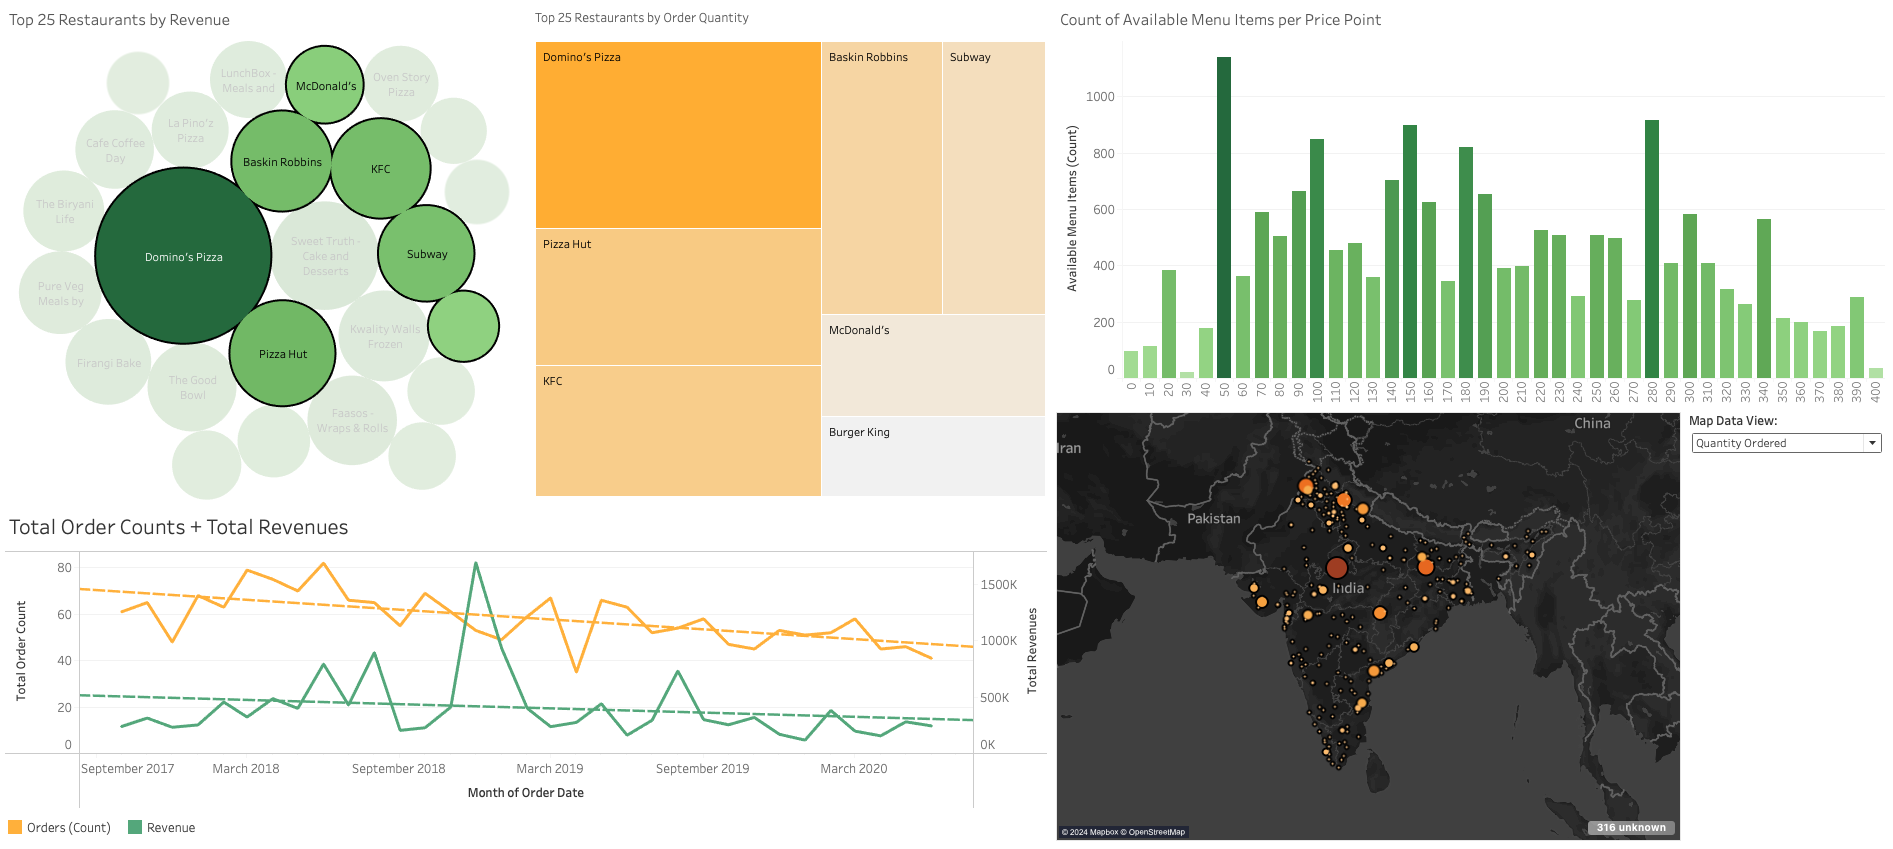 Top 25 Restaurants by Revenue
LunchBox -
Meals and
McDonald's
Oven Story
Pizza
La Pino'z
Pizza
Cafe Coffee
Day
Baskin Robbins
KFC
The Biryani
Life
Sweet Truth -
Cake and
Desserts
Domino's Pizza
Subway
Pure Veg
Meals by
Kwality Walls
Frozen
Pizza Hut
Firangi Bake
The Good
Bowl
Faasos -
Wraps & Rolls
Top 25 Restaurants by Order Quantity
Domino's Pizza
Baskin Robbins
Subway
Pizza Hut
McDonald's
KFC
Burger King
Count of Available Menu Items per Price Point
Available Menu Items (Count)
1000
800
600
400
200
0
0 10 20 30 40 50 60 70 80 90 100 110 120 130 140 150 160 170 180 190 200 210 220 230 240 250 260 270 280 290 300 310 320 330 340 350 360 370 380 390 400
Total Order Counts + Total Revenues
Total Order Count
80
60
40
20
0
1500K
1000K
500K
0K
Total Revenues
September 2017 March 2018 September 2018 March 2019 September 2019 March 2020
Month of Order Date
Orders (Count) Revenue
China
Iran
Pakistan
India
© 2024 Mapbox © OpenStreetMap
316 unknown
Map Data View:
Quantity Ordered